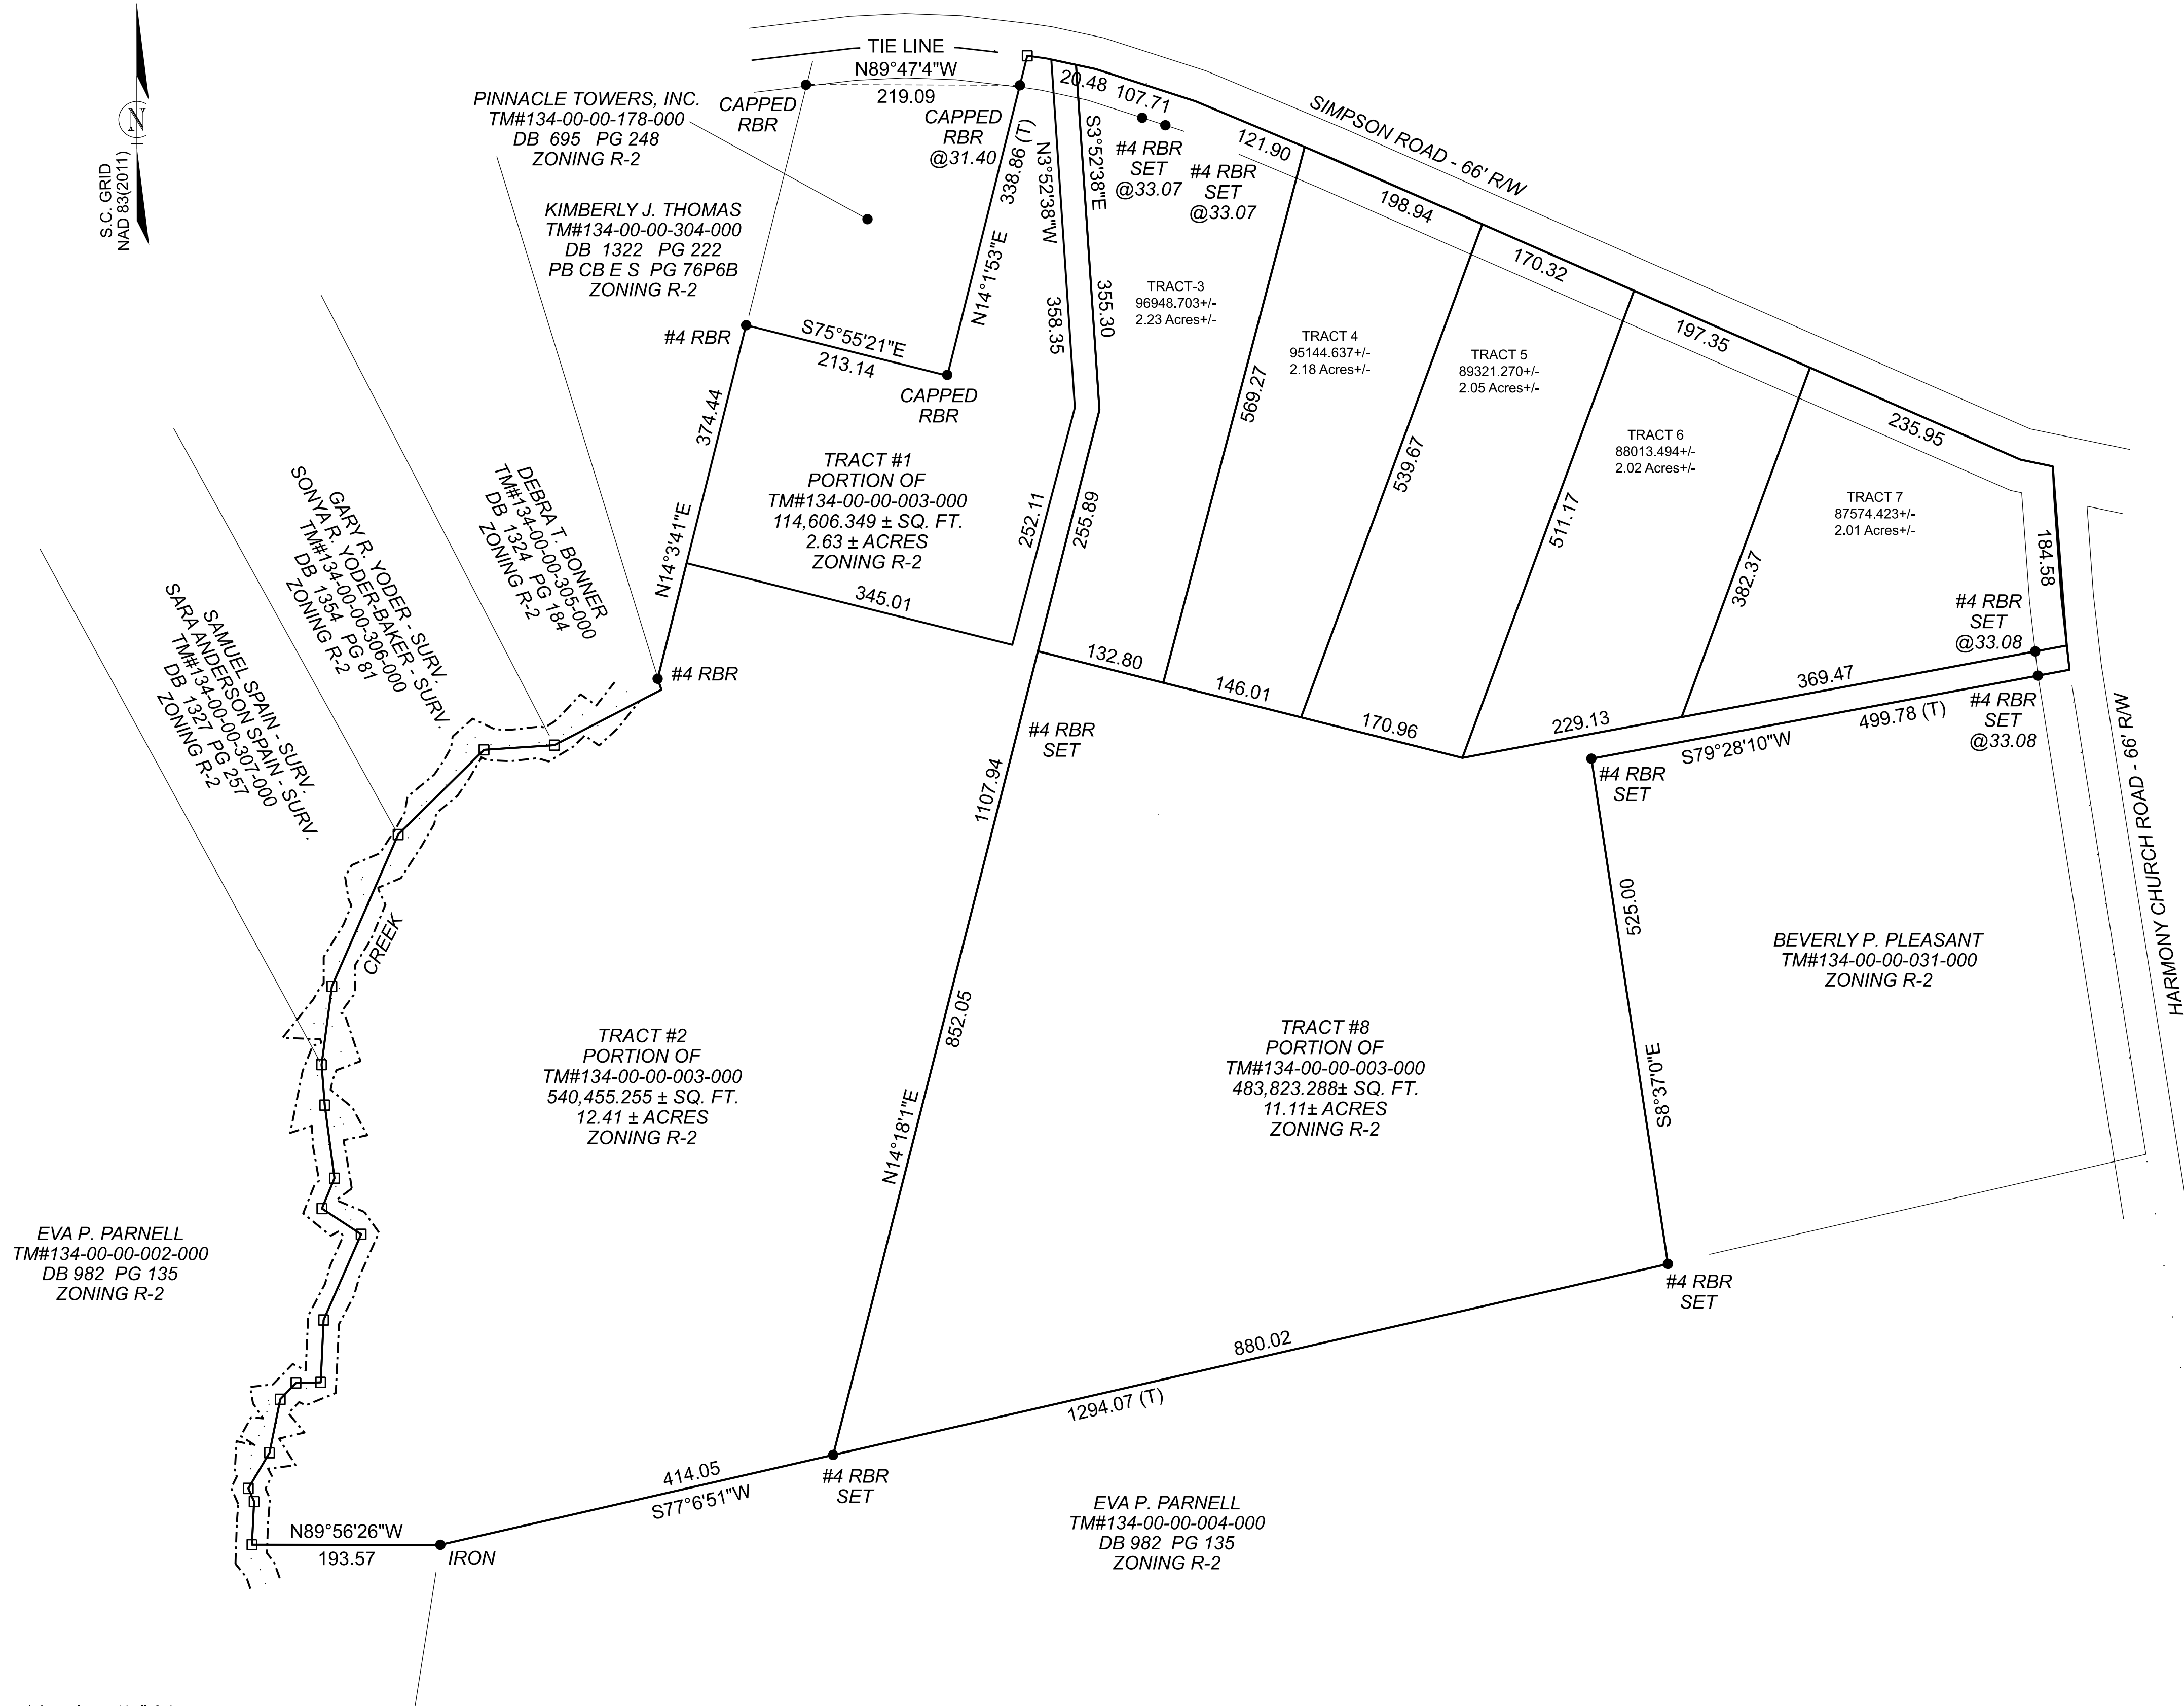 TIE LINE
N89°47'4"W
219.09
CAPPED
RBR
PINNACLE TOWERS, INC.
TM#134-00-00-178-000
DB 695 PG 248
ZONING R-2
CAPPED
RBR
@31.40
338.86 (T)
N14°1'53"E
N3°52'38"W
358.35
S3°52'38"E
355.30
20.48
107.71
#4 RBR
SET
@33.07
#4 RBR
SET
@33.07
121.90
SIMPSON ROAD - 66' R/W
198.94
170.32
197.35
235.95
N
S.C. GRID
NAD 83(2011)
KIMBERLY J. THOMAS
TM#134-00-00-304-000
DB 1322 PG 222
PB CB E S PG 76P6B
ZONING R-2
#4 RBR
S75°55'21"E
213.14
CAPPED
RBR
TRACT-3
96948.703+/-
2.23 Acres+/-
TRACT 4
95144.637+/-
2.18 Acres+/-
TRACT 5
89321.270+/-
2.05 Acres+/-
TRACT 6
88013.494+/-
2.02 Acres+/-
TRACT 7
87574.423+/-
2.01 Acres+/-
569.27
539.67
511.17
382.37
184.58
374.44
N14°3'41"E
TRACT #1
PORTION OF
TM#134-00-00-003-000
114,606.349 ± SQ. FT.
2.63 ± ACRES
ZONING R-2
252.11
255.89
345.01
DEBRA T. BONNER
TM#134-00-00-305-000
DB 1324 PG 184
ZONING R-2
GARY R. YODER - SURV.
SONYA R. YODER-BAKER - SURV.
TM#134-00-00-306-000
DB 1354 PG 81
ZONING R-2
SAMUEL SPAIN - SURV.
SARA ANDERSON SPAIN - SURV.
TM#134-00-00-307-000
DB 1327 PG 257
ZONING R-2
#4 RBR
132.80
146.01
170.96
229.13
369.47
#4 RBR
SET
@33.08
499.78 (T)
S79°28'10"W
#4 RBR
SET
@33.08
#4 RBR
SET
#4 RBR
SET
HARMONY CHURCH ROAD - 66' R/W
1107.94
852.05
N14°18'1"E
CREEK
525.00
S8°37'0"E
BEVERLY P. PLEASANT
TM#134-00-00-031-000
ZONING R-2
TRACT #2
PORTION OF
TM#134-00-00-003-000
540,455.255 ± SQ. FT.
12.41 ± ACRES
ZONING R-2
TRACT #8
PORTION OF
TM#134-00-00-003-000
483,823.288± SQ. FT.
11.11± ACRES
ZONING R-2
EVA P. PARNELL
TM#134-00-00-002-000
DB 982 PG 135
ZONING R-2
#4 RBR
SET
880.02
1294.07 (T)
414.05
S77°6'51"W
#4 RBR
SET
N89°56'26"W
193.57
IRON
EVA P. PARNELL
TM#134-00-00-004-000
DB 982 PG 135
ZONING R-2